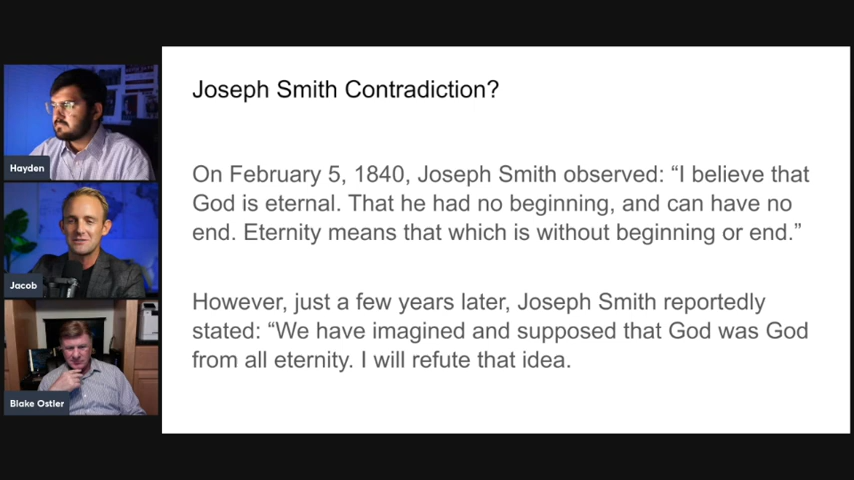 Joseph Smith Contradiction?
On February 5, 1840, Joseph Smith observed: “I believe that
God is eternal. That he had no beginning, and can have no
end. Eternity means that which is without beginning or end.”
However, just a few years later, Joseph Smith reportedly
stated: “We have imagined and supposed that God was God
from all eternity. I will refute that idea.
Hayden
Jacob
Blake Ostler